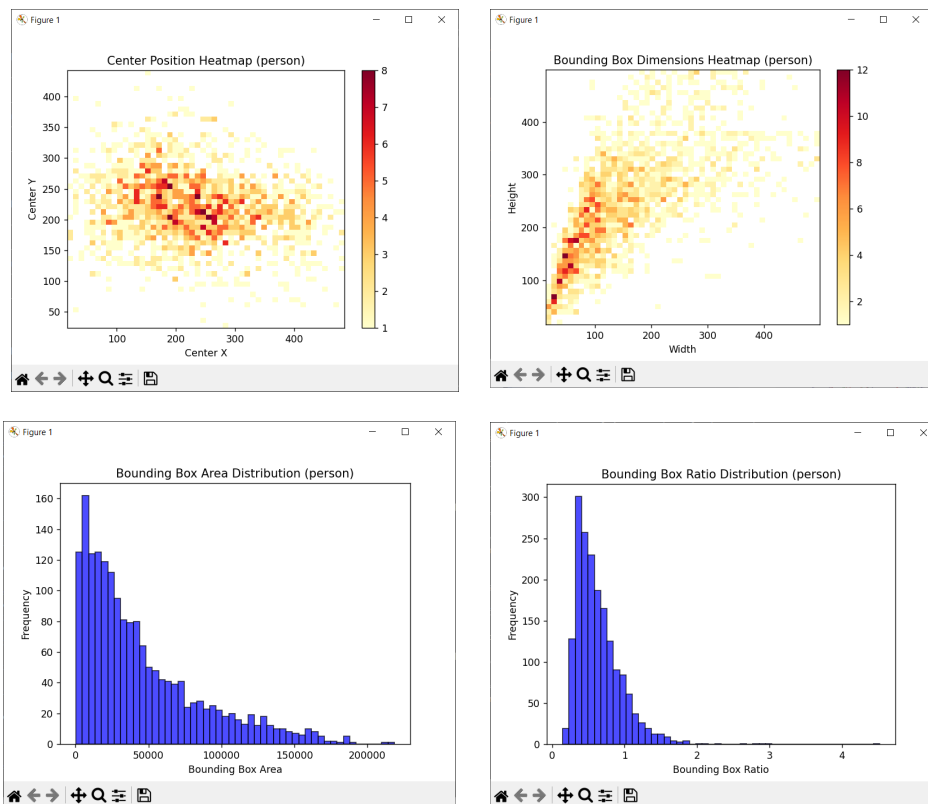 Figure 1
Center Position Heatmap (person)
400
350
300
250
200
150
100
50
Center Y
100 200 300 400
Center X
8
7
6
5
4
3
2
1
Figure 1
Bounding Box Dimensions Heatmap (person)
400
300
200
100
Height
100 200 300 400
Width
12
10
8
6
4
2
Figure 1
Bounding Box Area Distribution (person)
160
140
120
100
80
60
40
20
0
Frequency
0 50000 100000 150000 200000
Bounding Box Area
Figure 1
Bounding Box Ratio Distribution (person)
300
250
200
150
100
50
0
Frequency
0 1 2 3 4
Bounding Box Ratio